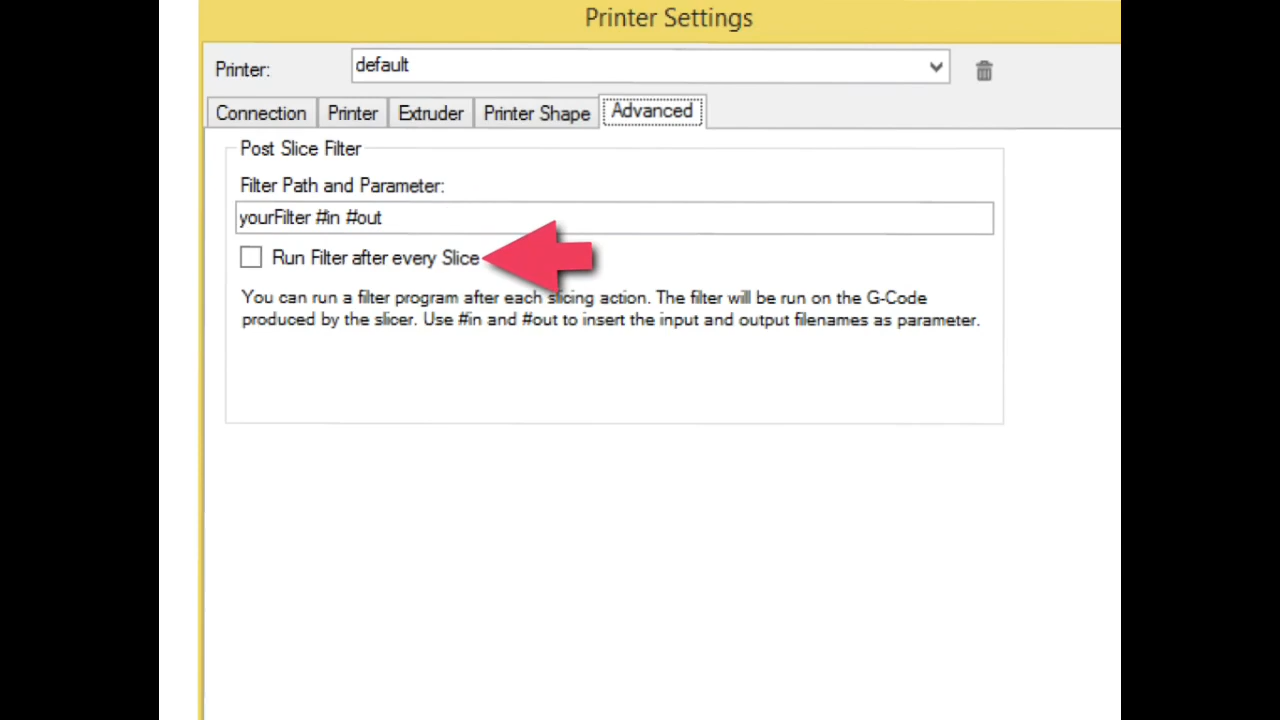 Printer Settings
Printer:
default
Connection
Printer
Extruder
Printer Shape
Advanced
Post Slice Filter
Filter Path and Parameter:
yourFilter #in #out
Run Filter after every Slice
You can run a filter program after each slicing action. The filter will be run on the G-Code
produced by the slicer. Use #in and #out to insert the input and output filenames as parameter.